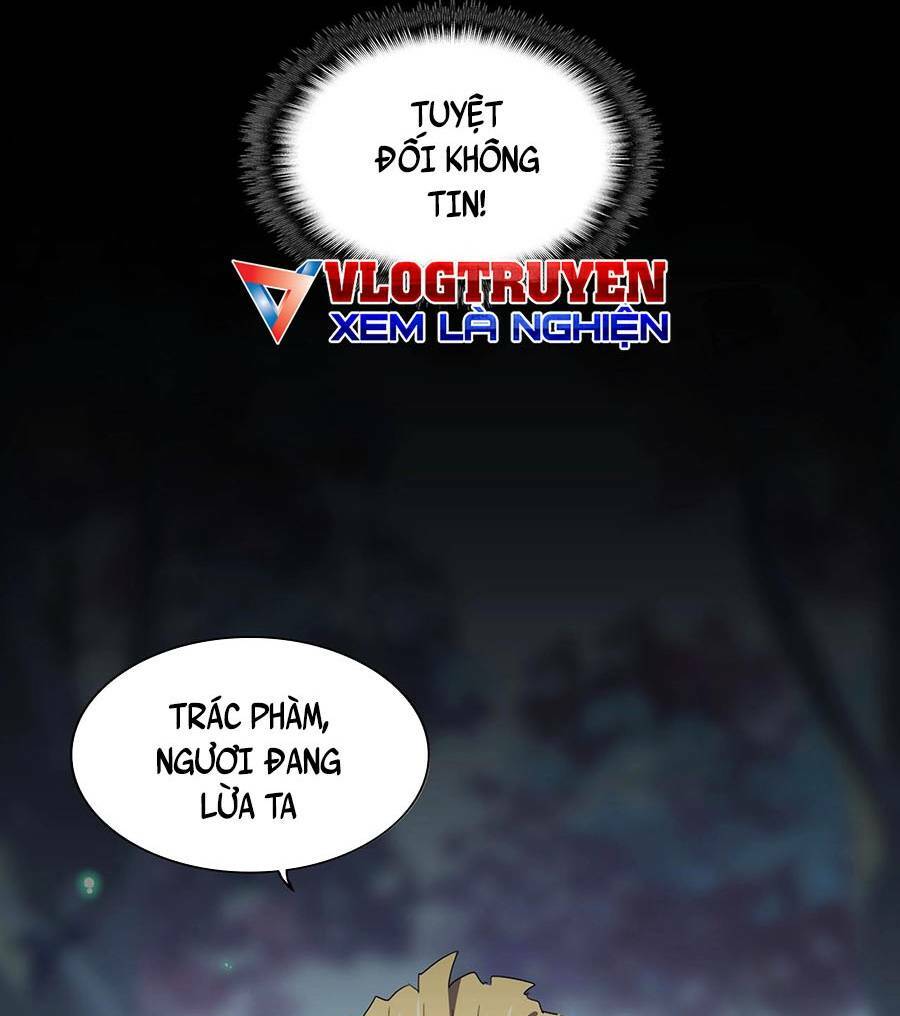 TUYỆT
ĐỐI KHÔNG
TIN!
VLOGTRUYEN
XEM LÀ NGHIỆN
TRÁC PHÀM,
NGƯƠI ĐANG
LỪA TA